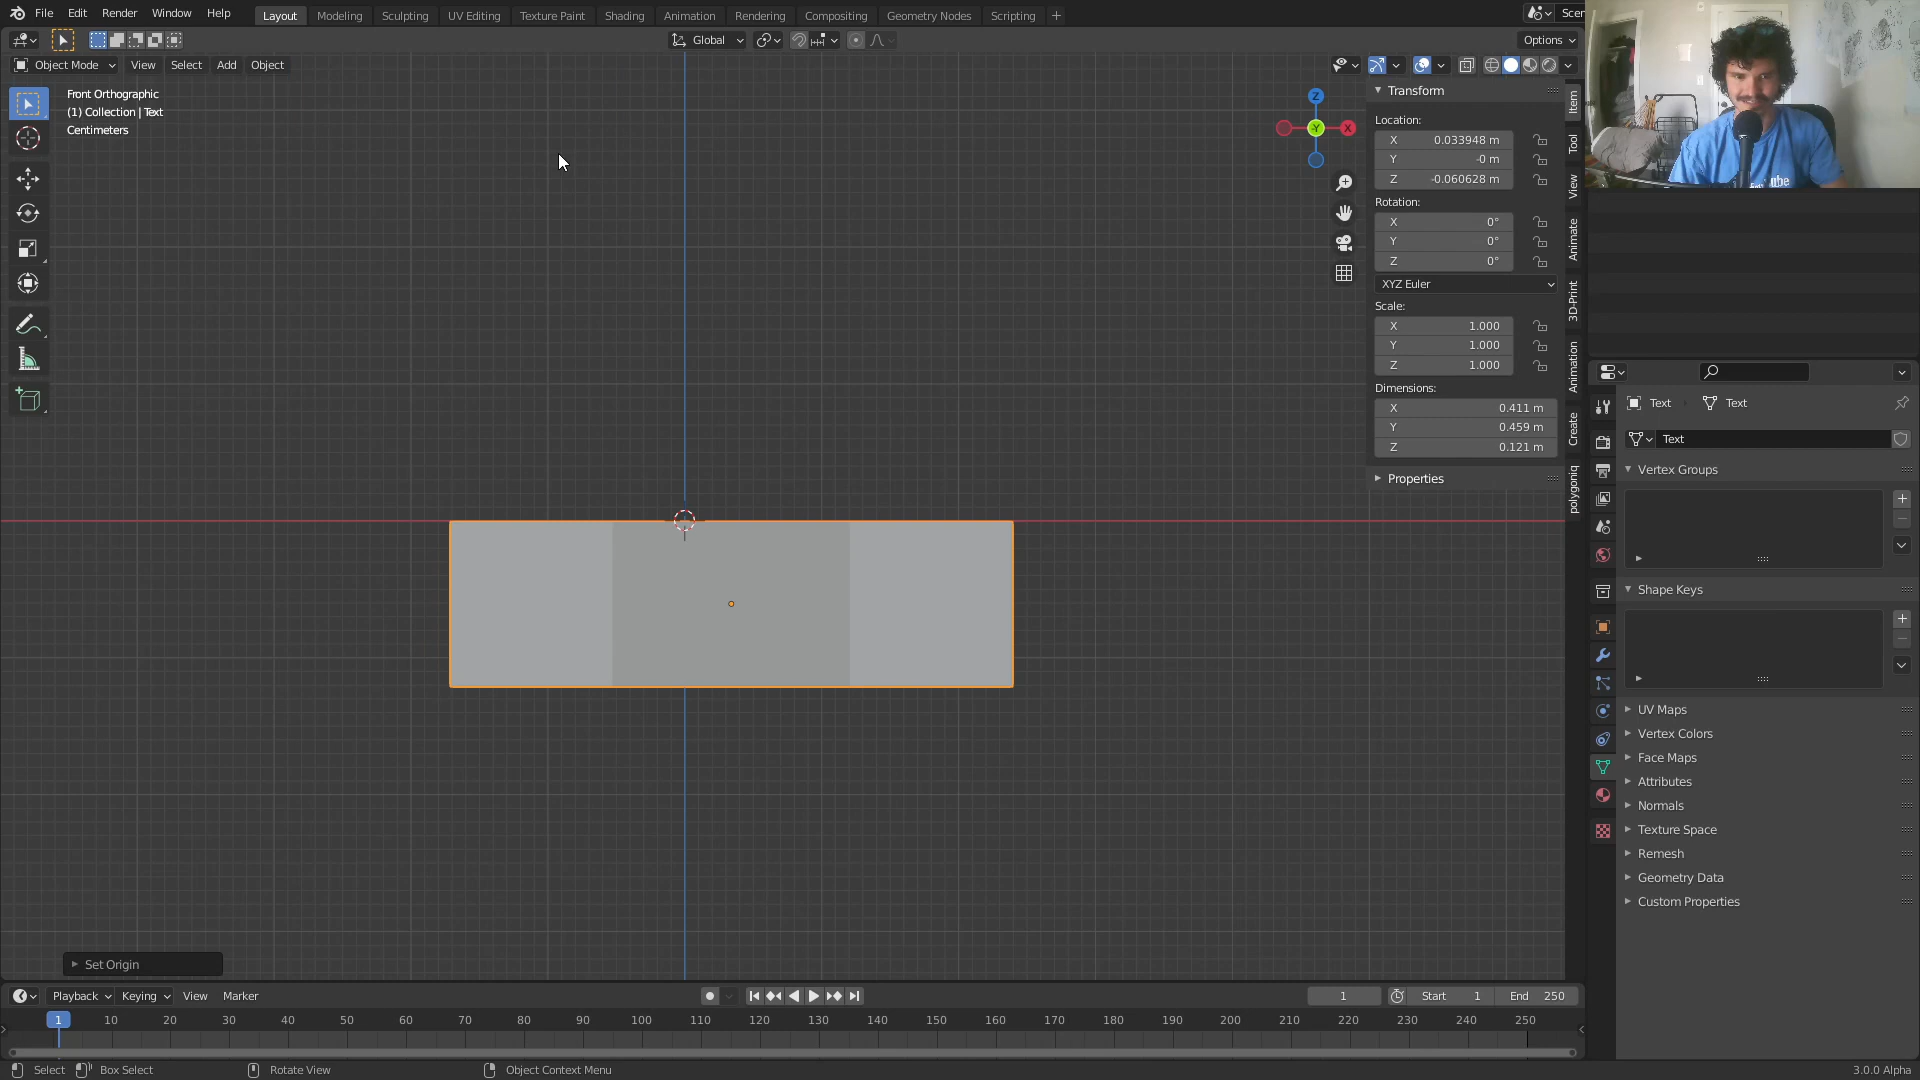 File Edit Render Window Help Layout Modeling Sculpting UV Editing Texture Paint Shading Animation Rendering Compositing Geometry Nodes Scripting + Scen
Global Options
Object Mode View Select Add Object
Front Orthographic
(1) Collection | Text
Centimeters
Z
X
-Y
Transform
Location:
X 0.033948 m
Y -0 m
Z -0.060628 m
Rotation:
X 0°
Y 0°
Z 0°
XYZ Euler
Scale:
X 1.000
Y 1.000
Z 1.000
Dimensions:
X 0.411 m
Y 0.459 m
Z 0.121 m
Properties
Item
Tool
View
Animate
3D-Print
Animation
Create
polygoniq
Text Text
Text
Vertex Groups
Shape Keys
UV Maps
Vertex Colors
Face Maps
Attributes
Normals
Texture Space
Remesh
Geometry Data
Custom Properties
Set Origin
Playback Keying View Marker 1 Start 1 End 250
1 10 20 30 40 50 60 70 80 90 100 110 120 130 140 150 160 170 180 190 200 210 220 230 240 250
Select Box Select Rotate View Object Context Menu 3.0.0 Alpha